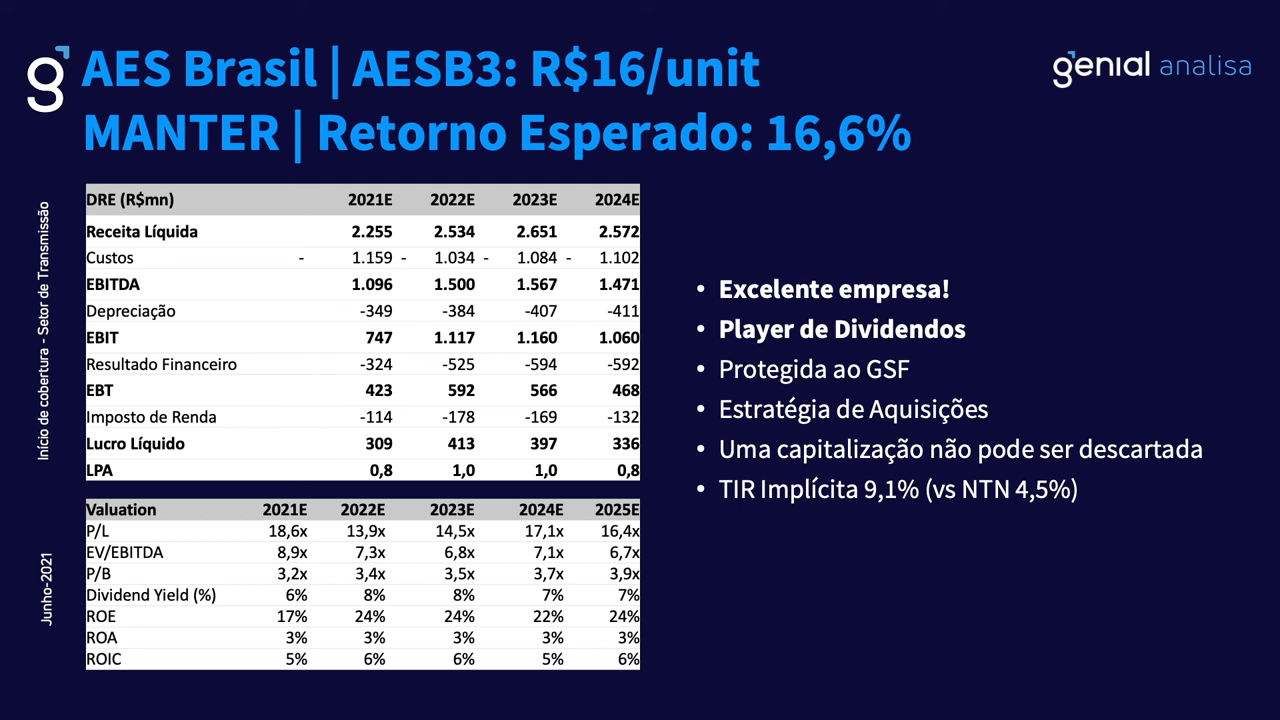 g
AES Brasil | AESB3: R$16/unit
MANTER | Retorno Esperado: 16,6%
genial analisa
Início de cobertura - Setor de Transmissão
Junho-2021
DRE (R$mn) 2021E 2022E 2023E 2024E
Receita Líquida 2.255 2.534 2.651 2.572
Custos - 1.159 - 1.034 - 1.084 - 1.102
EBITDA 1.096 1.500 1.567 1.471
Depreciação -349 -384 -407 -411
EBIT 747 1.117 1.160 1.060
Resultado Financeiro -324 -525 -594 -592
EBT 423 592 566 468
Imposto de Renda -114 -178 -169 -132
Lucro Líquido 309 413 397 336
LPA 0,8 1,0 1,0 0,8
Valuation 2021E 2022E 2023E 2024E 2025E
P/L 18,6x 13,9x 14,5x 17,1x 16,4x
EV/EBITDA 8,9x 7,3x 6,8x 7,1x 6,7x
P/B 3,2x 3,4x 3,5x 3,7x 3,9x
Dividend Yield (%) 6% 8% 8% 7% 7%
ROE 17% 24% 24% 22% 24%
ROA 3% 3% 3% 3% 3%
ROIC 5% 6% 6% 5% 6%
• Excelente empresa!
• Player de Dividendos
• Protegida ao GSF
• Estratégia de Aquisições
• Uma capitalização não pode ser descartada
• TIR Implícita 9,1% (vs NTN 4,5%)